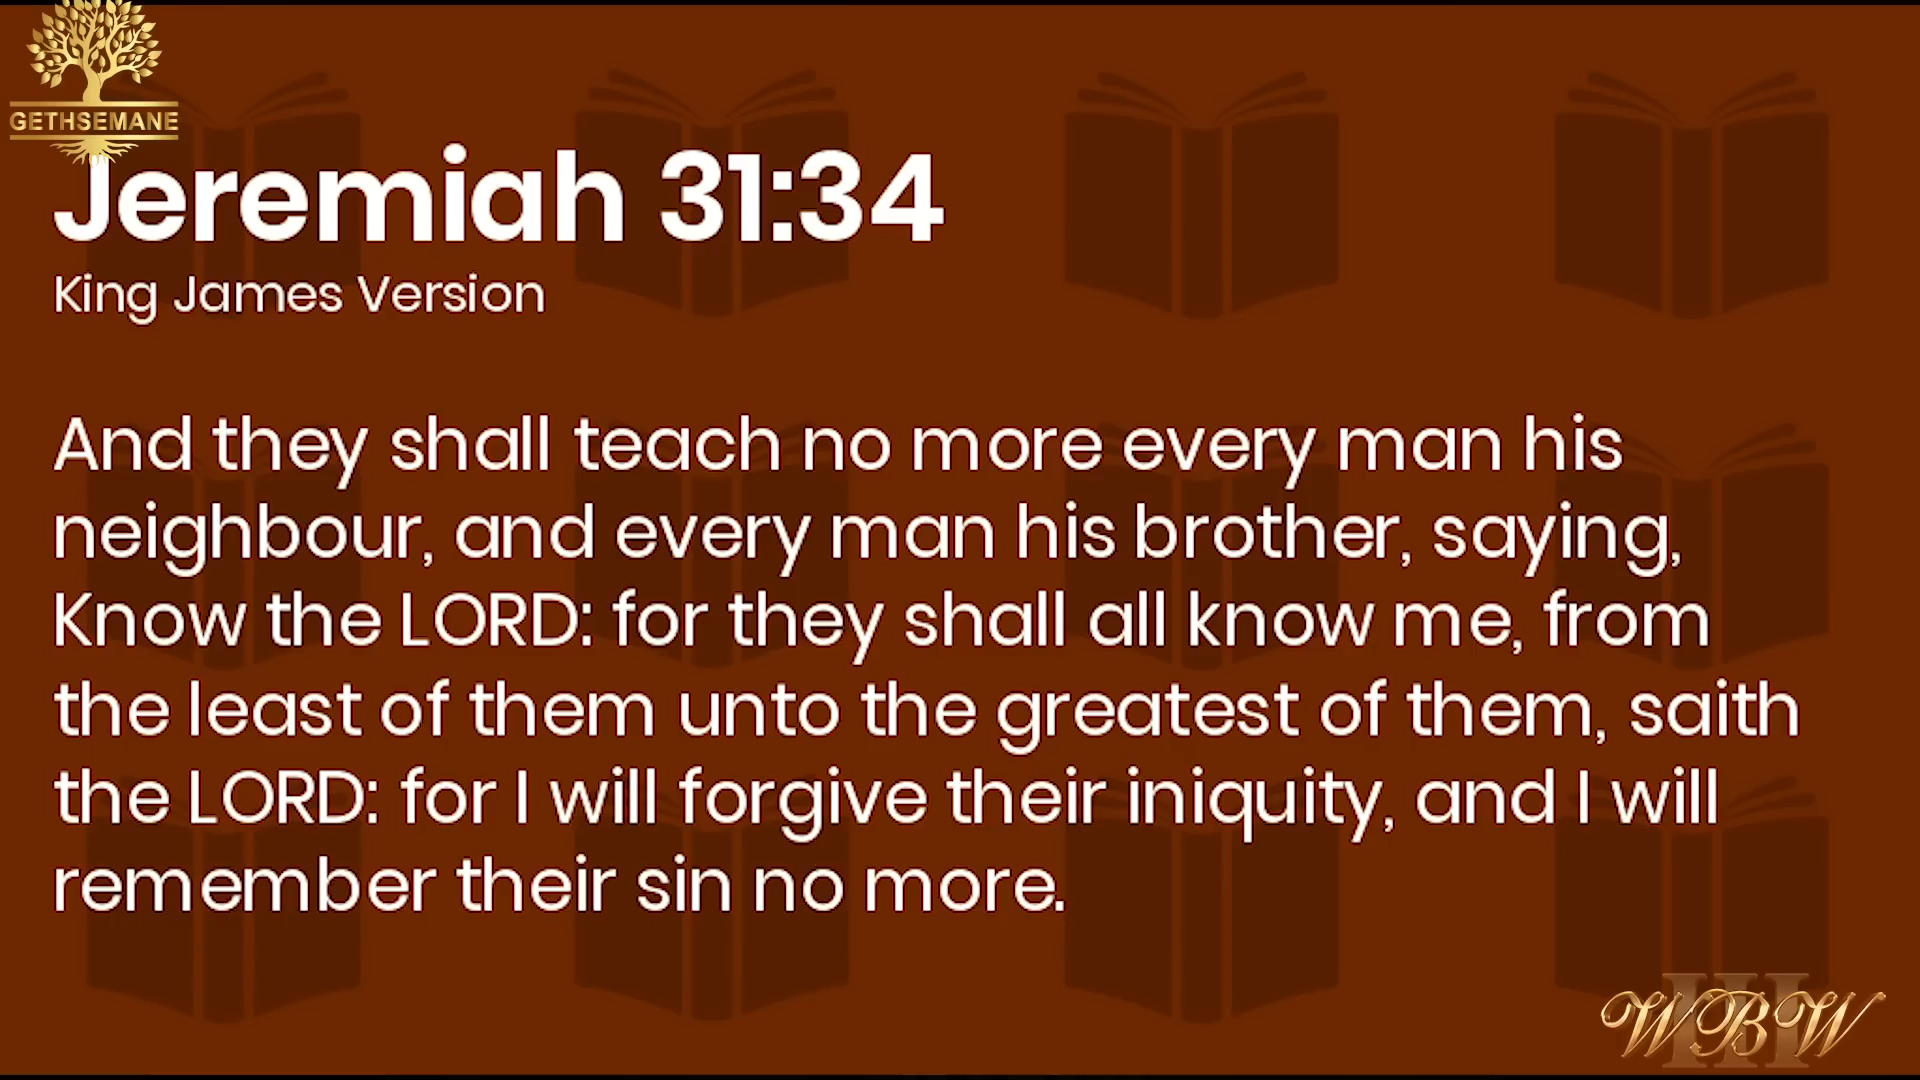 GETHSEMANE
Jeremiah 31:34
King James Version
And they shall teach no more every man his
neighbour, and every man his brother, saying,
Know the LORD: for they shall all know me, from
the least of them unto the greatest of them, saith
the LORD: for I will forgive their iniquity, and I will
remember their sin no more.
III
WBW